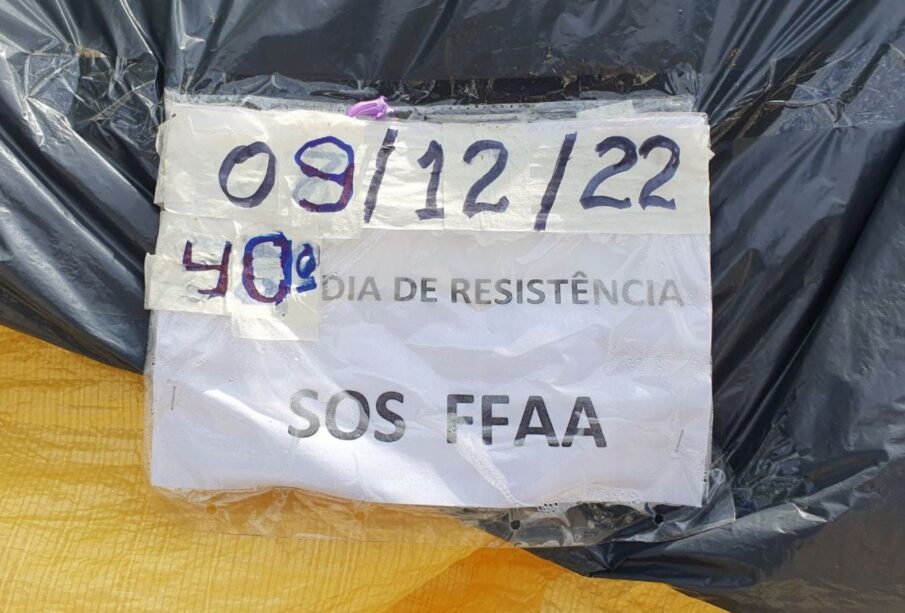 09/12/22
40º DIA DE RESISTÊNCIA
SOS FFAA